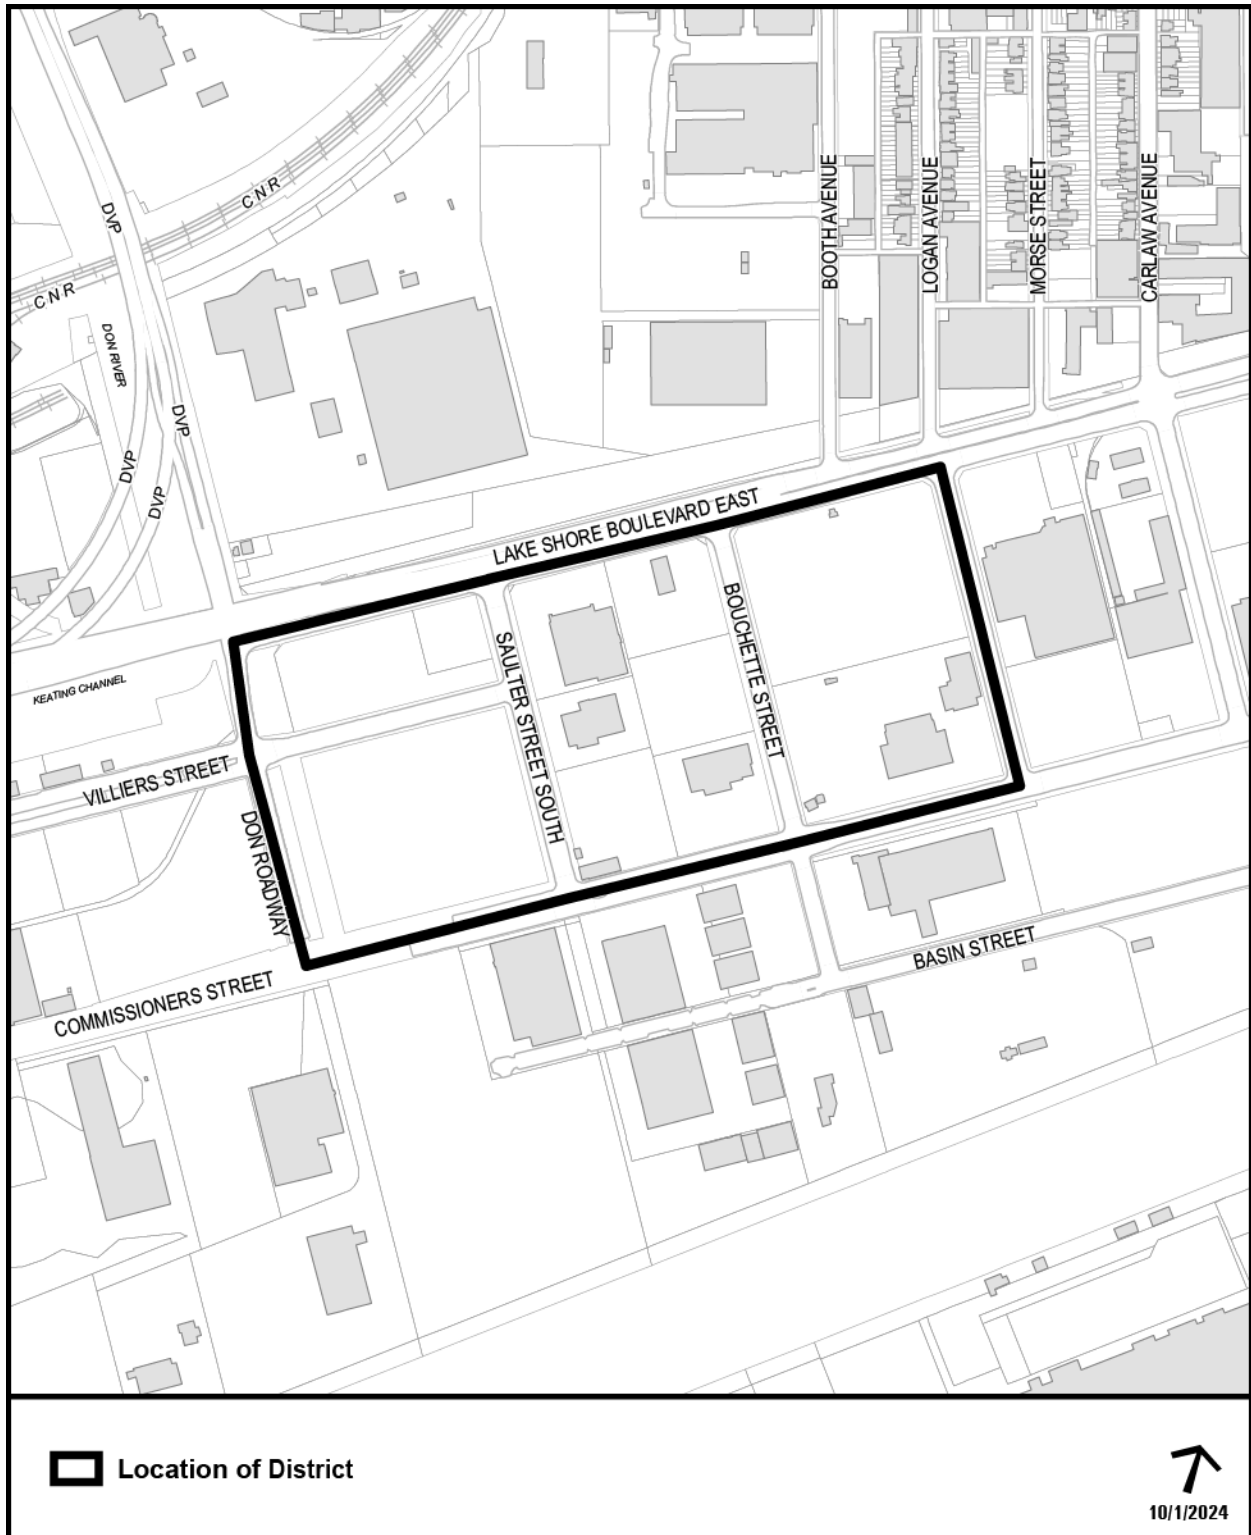 BOOTH AVENUE
LOGAN AVENUE
MORSE STREET
CARLAW AVENUE
DVP
CNR
CNR
DON RIVER
DVP
DVP
DVP
LAKE SHORE BOULEVARD EAST
KEATING CHANNEL
SAULTER STREET SOUTH
BOUCHETTE STREET
VILLIERS STREET
DON ROADWAY
BASIN STREET
COMMISSIONERS STREET
Location of District
10/1/2024